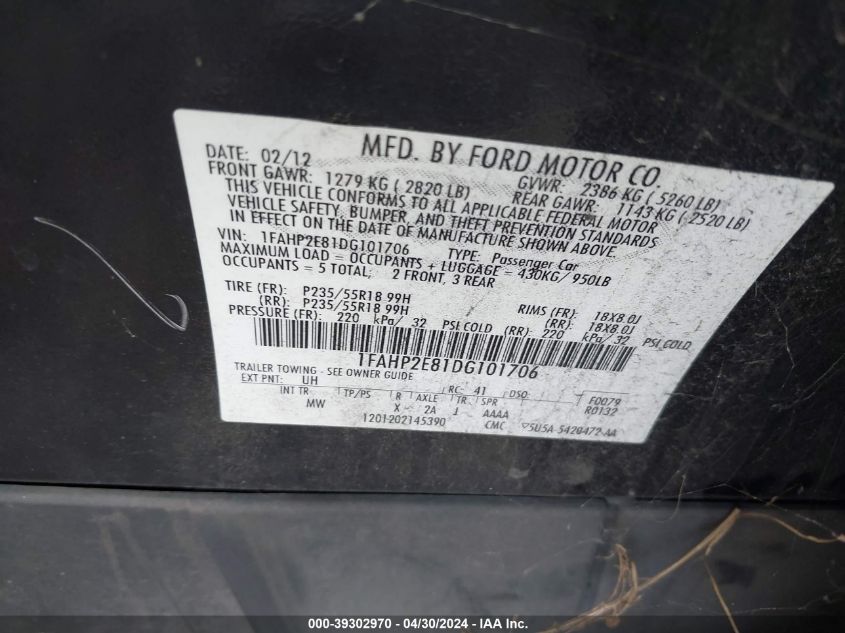 MFD. BY FORD MOTOR CO.
DATE: 02/12 GVWR: 2386 KG ( 5260 LB)
FRONT GAWR: 1279 KG ( 2820 LB) REAR GAWR: 1143 KG ( 2520 LB)
THIS VEHICLE CONFORMS TO ALL APPLICABLE FEDERAL MOTOR
VEHICLE SAFETY, BUMPER, AND THEFT PREVENTION STANDARDS
IN EFFECT ON THE DATE OF MANUFACTURE SHOWN ABOVE.
VIN: 1FAHP2E81DG101706 TYPE: Passenger Car
MAXIMUM LOAD = OCCUPANTS + LUGGAGE = 430KG/ 950LB
OCCUPANTS = 5 TOTAL; 2 FRONT, 3 REAR
TIRE (FR): P235/55R18 99H RIMS (FR): 18X8.0J
(RR): P235/55R18 99H (RR): 18X8.0J
PRESSURE (FR): 220 kPa/ 32 PSI COLD (RR): 220 kPa/ 32 PSI COLD
1FAHP2E81DG101706
TRAILER TOWING - SEE OWNER GUIDE
EXT PNT: UH RC: 41 DSO: F0079
INT TR TP/PS R AXLE TR SPR R0132
MW X 2A J AAAA
1201202145390 CMC 5U5A-5420472-AA
000-39302970 - 04/30/2024 - IAA Inc.